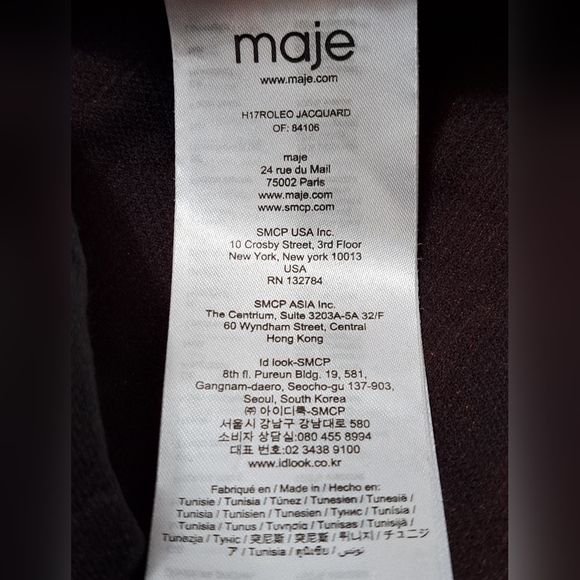 maje
www.maje.com
H17ROLEO JACQUARD
OF: 84106
maje
24 rue du Mail
75002 Paris
www.maje.com
www.smcp.com
SMCP USA Inc.
10 Crosby Street, 3rd Floor
New York, New york 10013
USA
RN 132784
SMCP ASIA Inc.
The Centrium, Suite 3203A-5A 32/F
60 Wyndham Street, Central
Hong Kong
Id look-SMCP
8th fl. Pureun Bldg. 19, 581,
Gangnam-daero, Seocho-gu 137-903,
Seoul, South Korea
㈜ 아이디룩-SMCP
서울시 강남구 강남대로 580
소비자 상담실:080 455 8994
대표 번호:02 3438 9100
www.idlook.co.kr
Fabriqué en / Made in / Hecho en:
Tunisie / Tunisia / Túnez / Tunesien / Tunesië /
Tunisia / Tunisien / Tunesien / Тунис / Tunísia /
Tunisia / Tunus / Τυνησία / Tunisas / Tunisijā /
Tunezja / Туніс / 突尼斯 / 突尼斯 / 튀니지 / チュニジ
ア / Tunisia / ตูนิเซีย / تونس